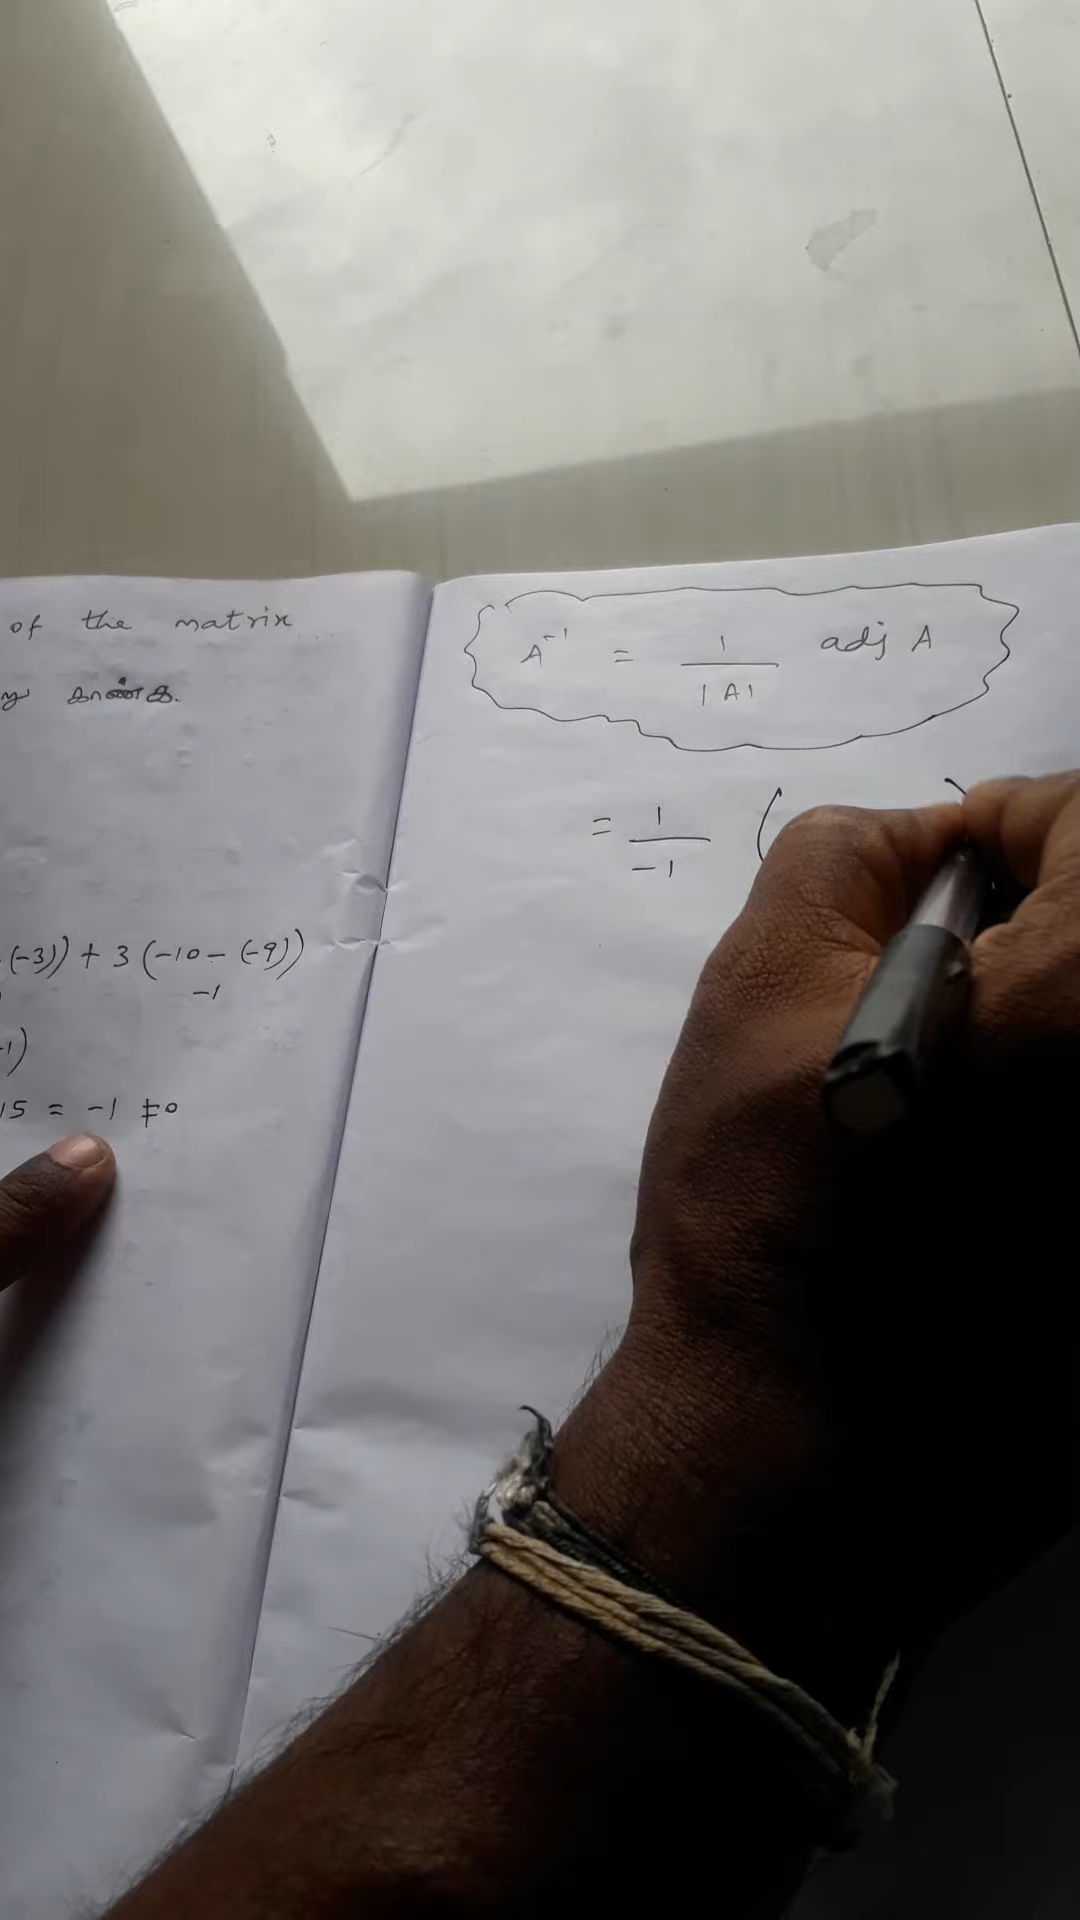 of the matrix
காண்க.
(-3)) + 3 (-10 - (-9))
-1
-1)
15 = -1 ≠ 0
A⁻¹ = 1 / |A| adj A
= 1 / -1 (